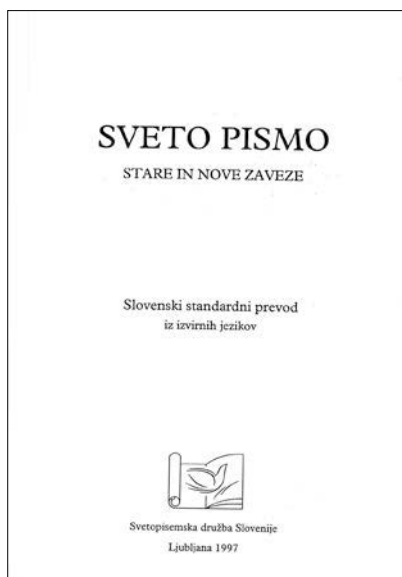 SVETO PISMO
STARE IN NOVE ZAVEZE
Slovenski standardni prevod
iz izvirnih jezikov
Svetopisemska družba Slovenije
Ljubljana 1997